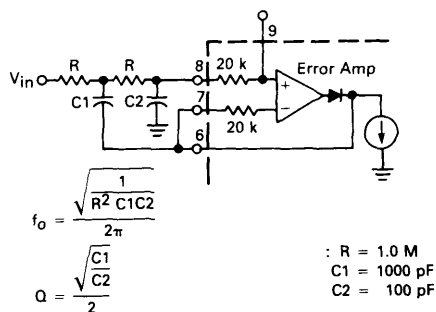 9
R R 8 20 k
Vin
+
Error Amp
C1 C2
7
−
6
20 k
fo = √(1 / R² C1C2) / 2π
Q = √(C1 / C2) / 2
: R = 1.0 M
C1 = 1000 pF
C2 = 100 pF